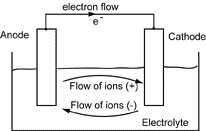 electron flow
e-
Anode
Cathode
Flow of ions (+)
Flow of ions (-)
Electrolyte